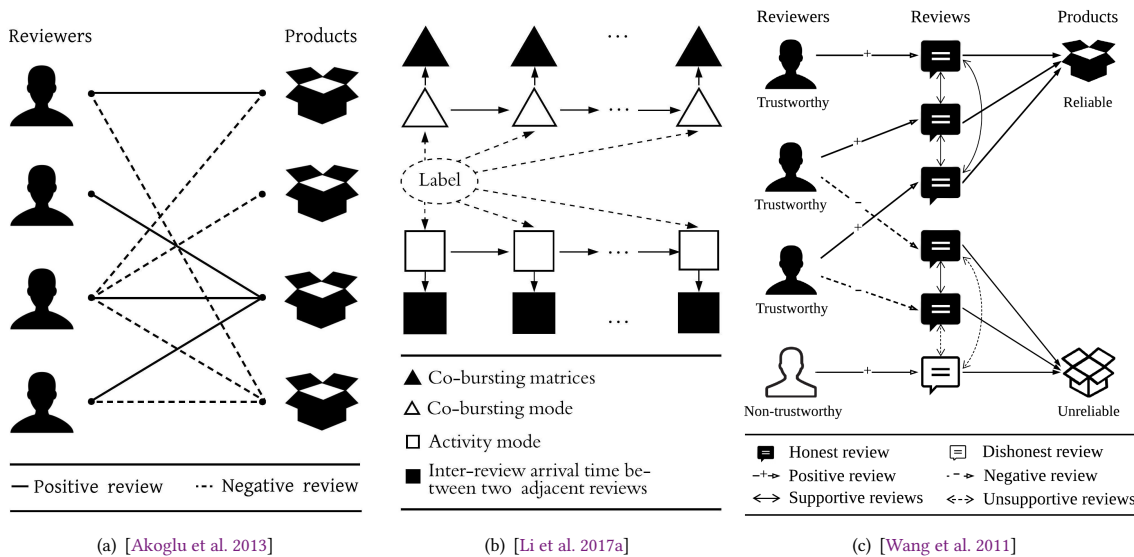 Reviewers
Products
Positive review
Negative review
(a) [Akoglu et al. 2013]
...
Label
...
...
...
Co-bursting matrices
Co-bursting mode
Activity mode
Inter-review arrival time be-
tween two adjacent reviews
(b) [Li et al. 2017a]
Reviewers
Reviews
Products
+
Trustworthy
Reliable
+
Trustworthy
-
+
Trustworthy
-
+
Non-trustworthy
Unreliable
Honest review
Dishonest review
+ Positive review
- Negative review
Supportive reviews
Unsupportive reviews
(c) [Wang et al. 2011]